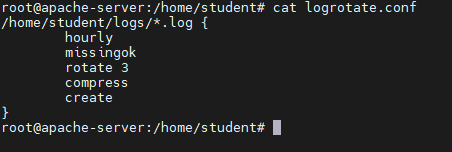 root@apache-server:/home/student# cat logrotate.conf
/home/student/logs/*.log {
        hourly
        missingok
        rotate 3
        compress
        create
}
root@apache-server:/home/student#